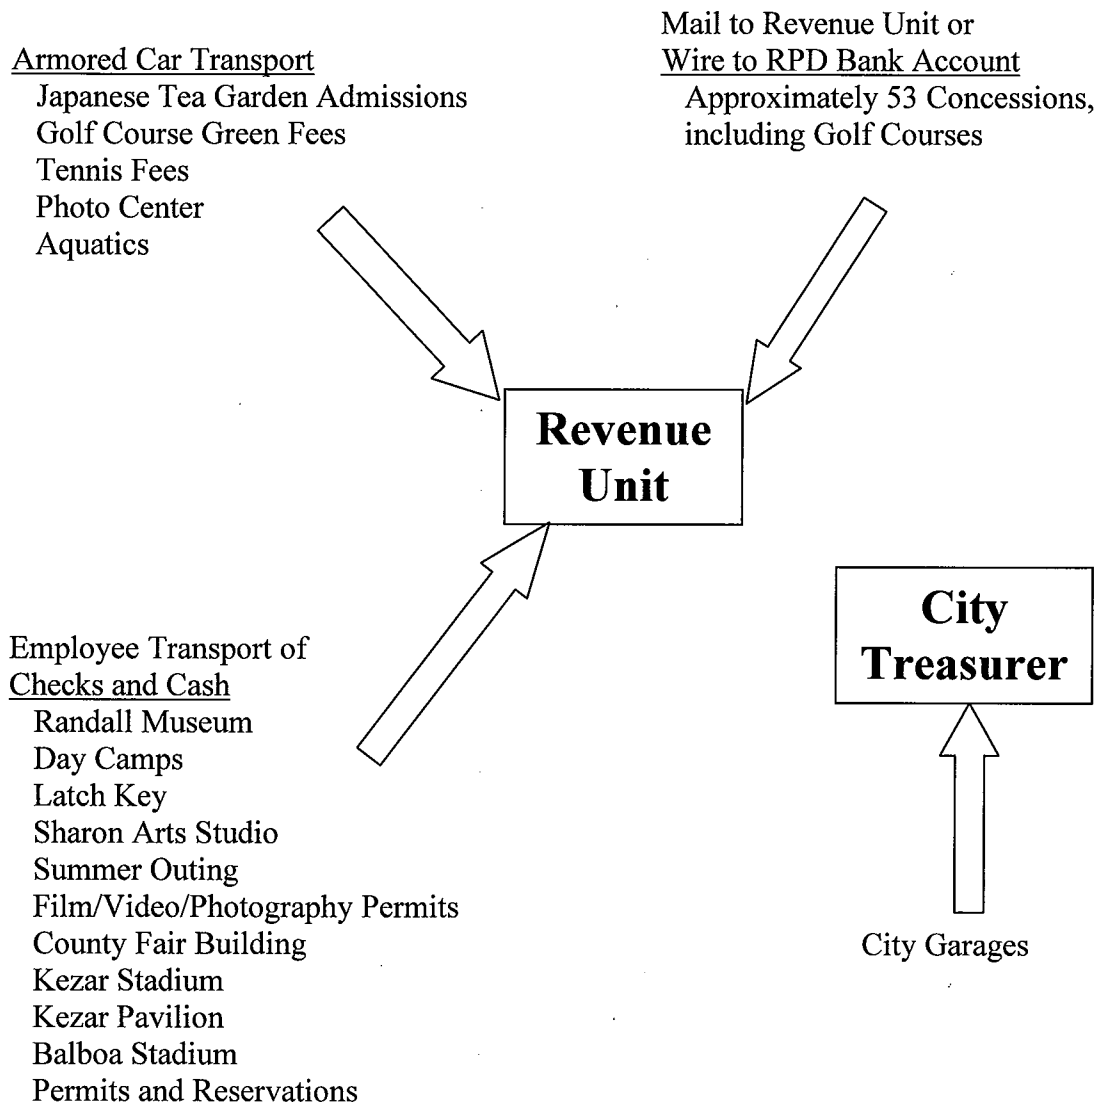 Armored Car Transport
Japanese Tea Garden Admissions
Golf Course Green Fees
Tennis Fees
Photo Center
Aquatics
Mail to Revenue Unit or
Wire to RPD Bank Account
Approximately 53 Concessions,
including Golf Courses
Revenue
Unit
City
Treasurer
City Garages
Employee Transport of
Checks and Cash
Randall Museum
Day Camps
Latch Key
Sharon Arts Studio
Summer Outing
Film/Video/Photography Permits
County Fair Building
Kezar Stadium
Kezar Pavilion
Balboa Stadium
Permits and Reservations